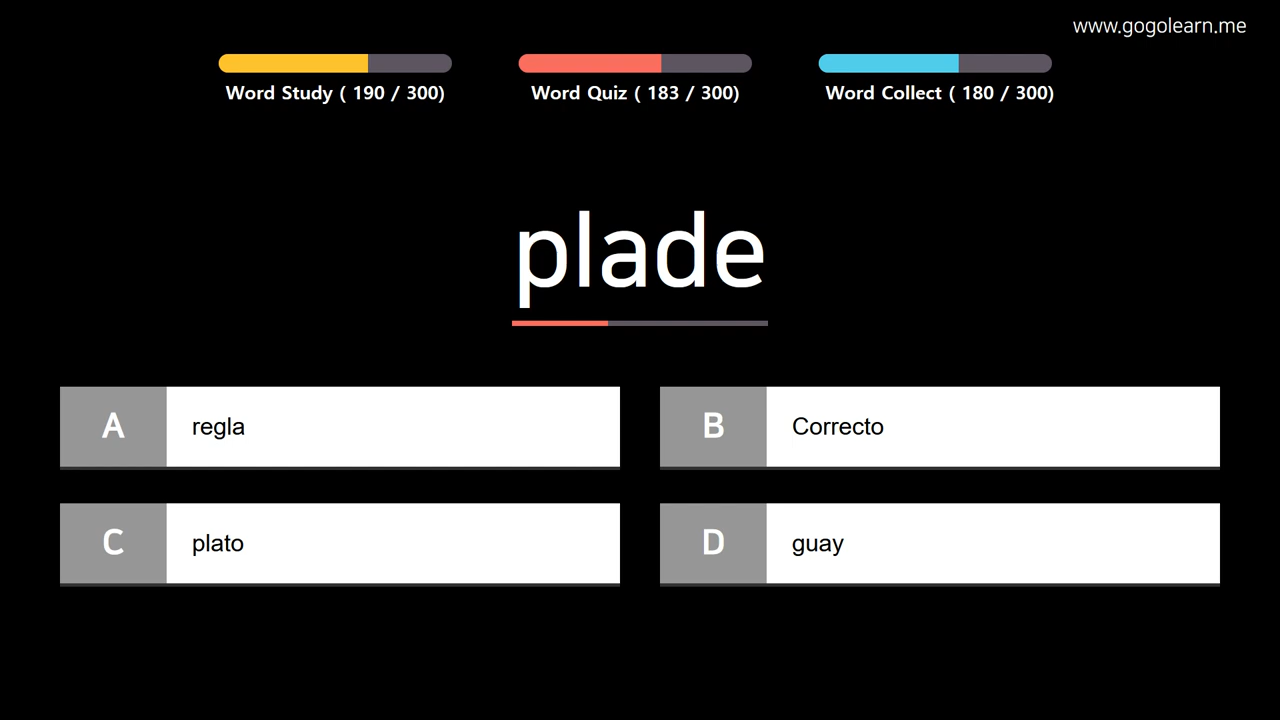 www.gogolearn.me
Word Study ( 190 / 300)
Word Quiz ( 183 / 300)
Word Collect ( 180 / 300)
plade
A
regla
B
Correcto
C
plato
D
guay